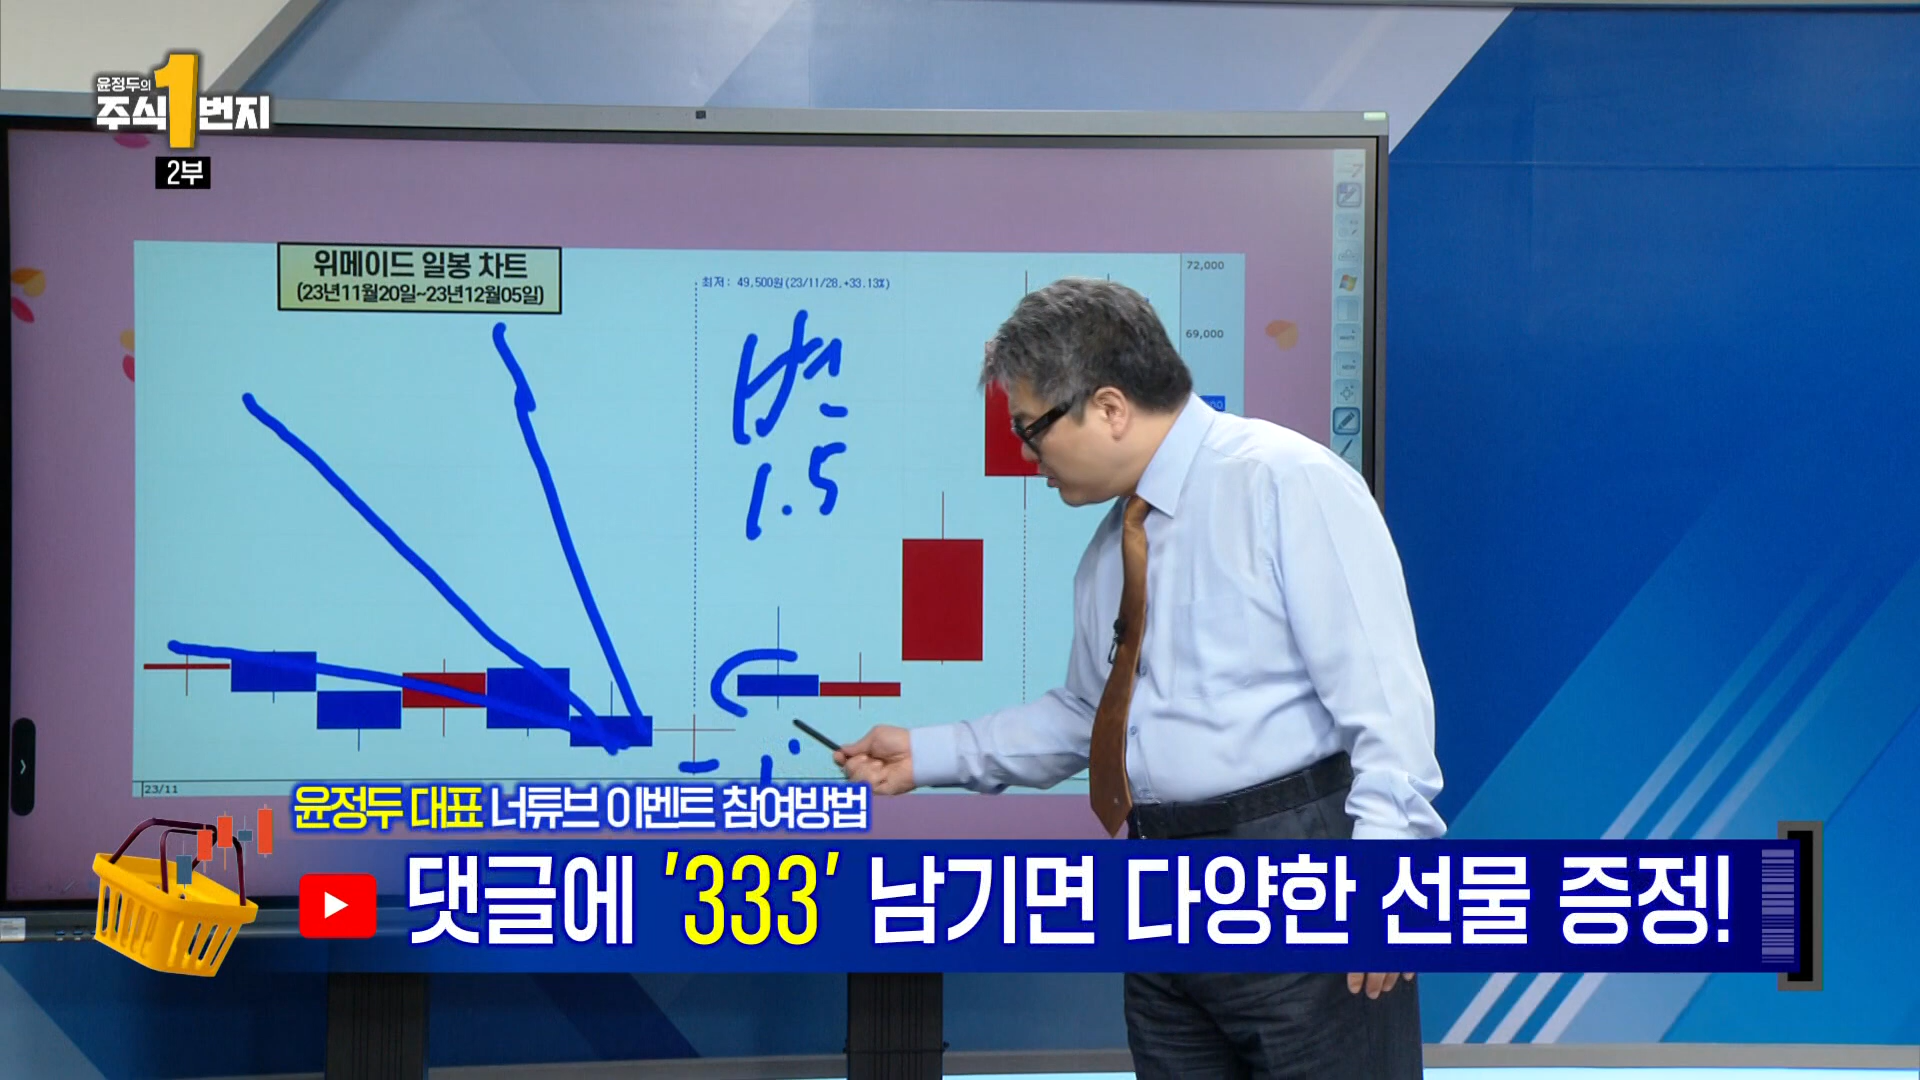 윤정두의
주식1번지
2부
위메이드 일봉 차트
(23년11월20일~23년12월05일)
최저: 49,500원(23/11/28,+33.13%)
72,000
69,000
변
1.5
23/11
윤정두 대표 너튜브 이벤트 참여방법
댓글에 '333' 남기면 다양한 선물 증정!